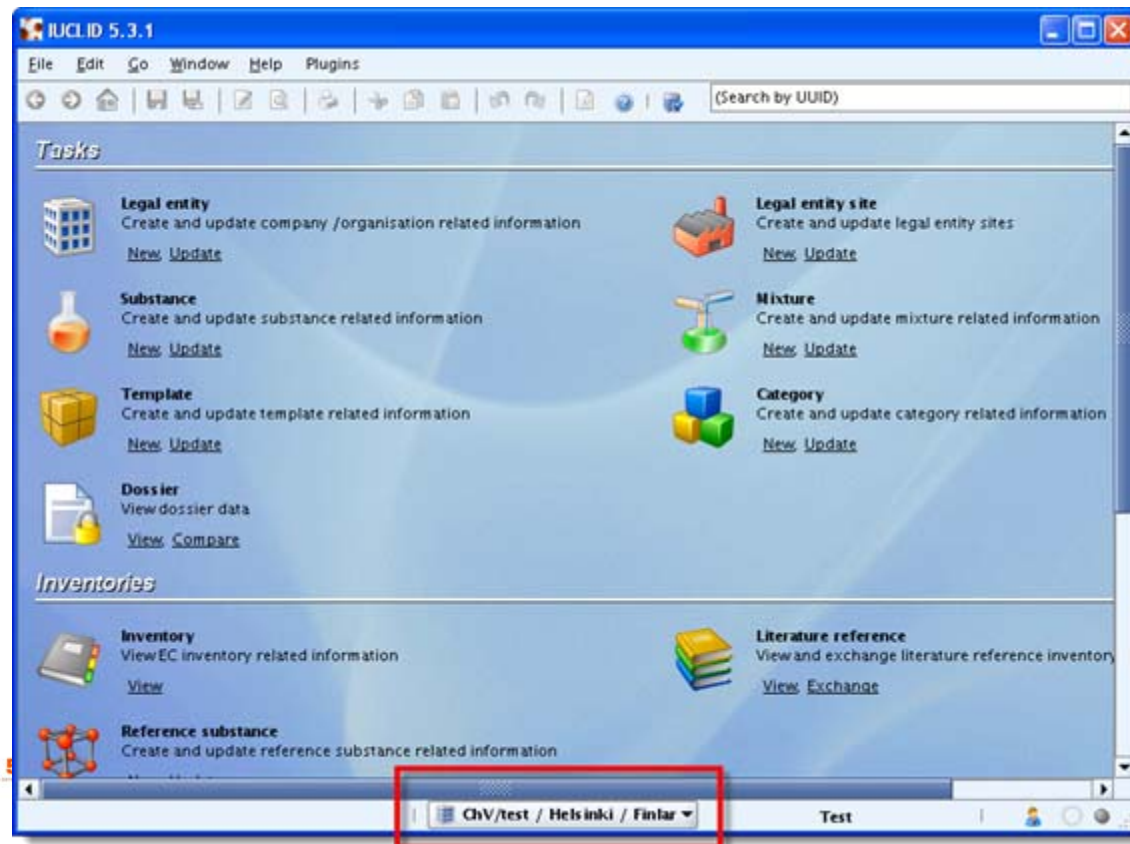 IUCLID 5.3.1
File Edit Go Window Help Plugins
(Search by UUID)
Tasks
Legal entity
Create and update company /organisation related information
New, Update
Legal entity site
Create and update legal entity sites
New, Update
Substance
Create and update substance related information
New, Update
Mixture
Create and update mixture related information
New, Update
Template
Create and update template related information
New, Update
Category
Create and update category related information
New, Update
Dossier
View dossier data
View, Compare
Inventories
Inventory
View EC inventory related information
View
Literature reference
View and exchange literature reference inventory
View, Exchange
Reference substance
Create and update reference substance related information
5
ChV/test / Helsinki / Finlar
Test